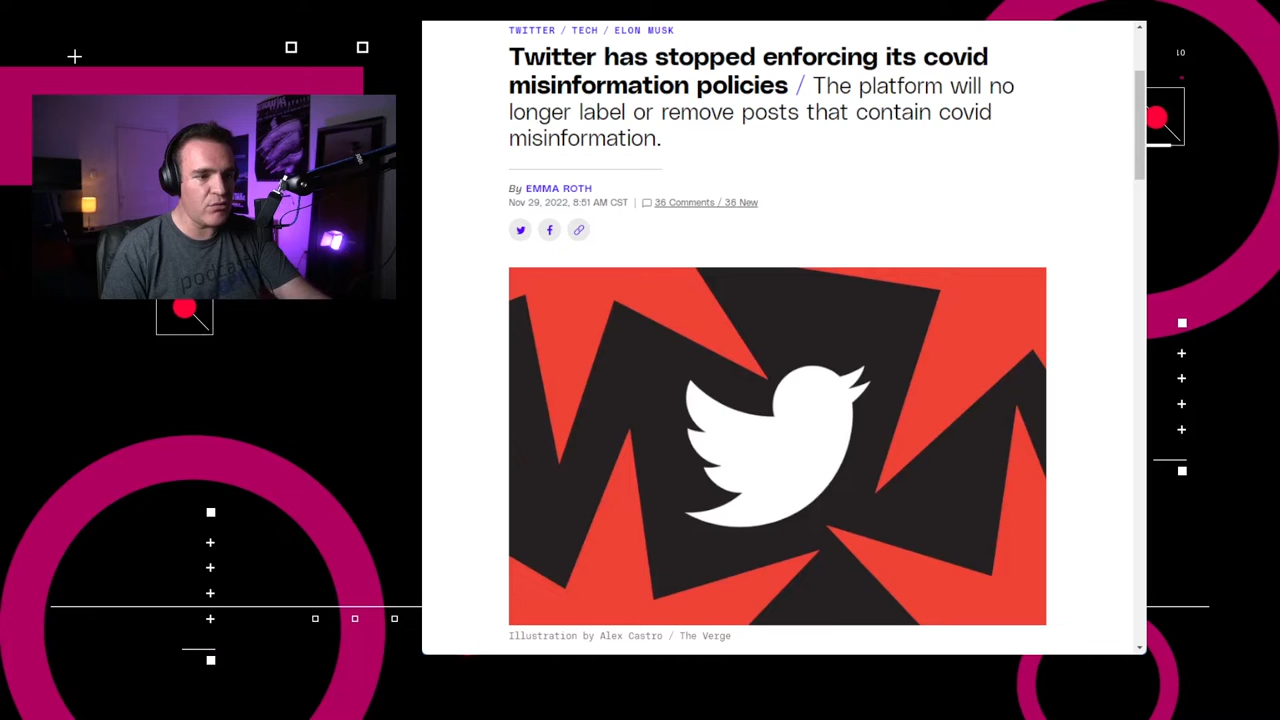 TWITTER / TECH / ELON MUSK
Twitter has stopped enforcing its covid
misinformation policies / The platform will no
longer label or remove posts that contain covid
misinformation.
By EMMA ROTH
Nov 29, 2022, 8:51 AM CST | 36 Comments / 36 New
Illustration by Alex Castro / The Verge
podcast